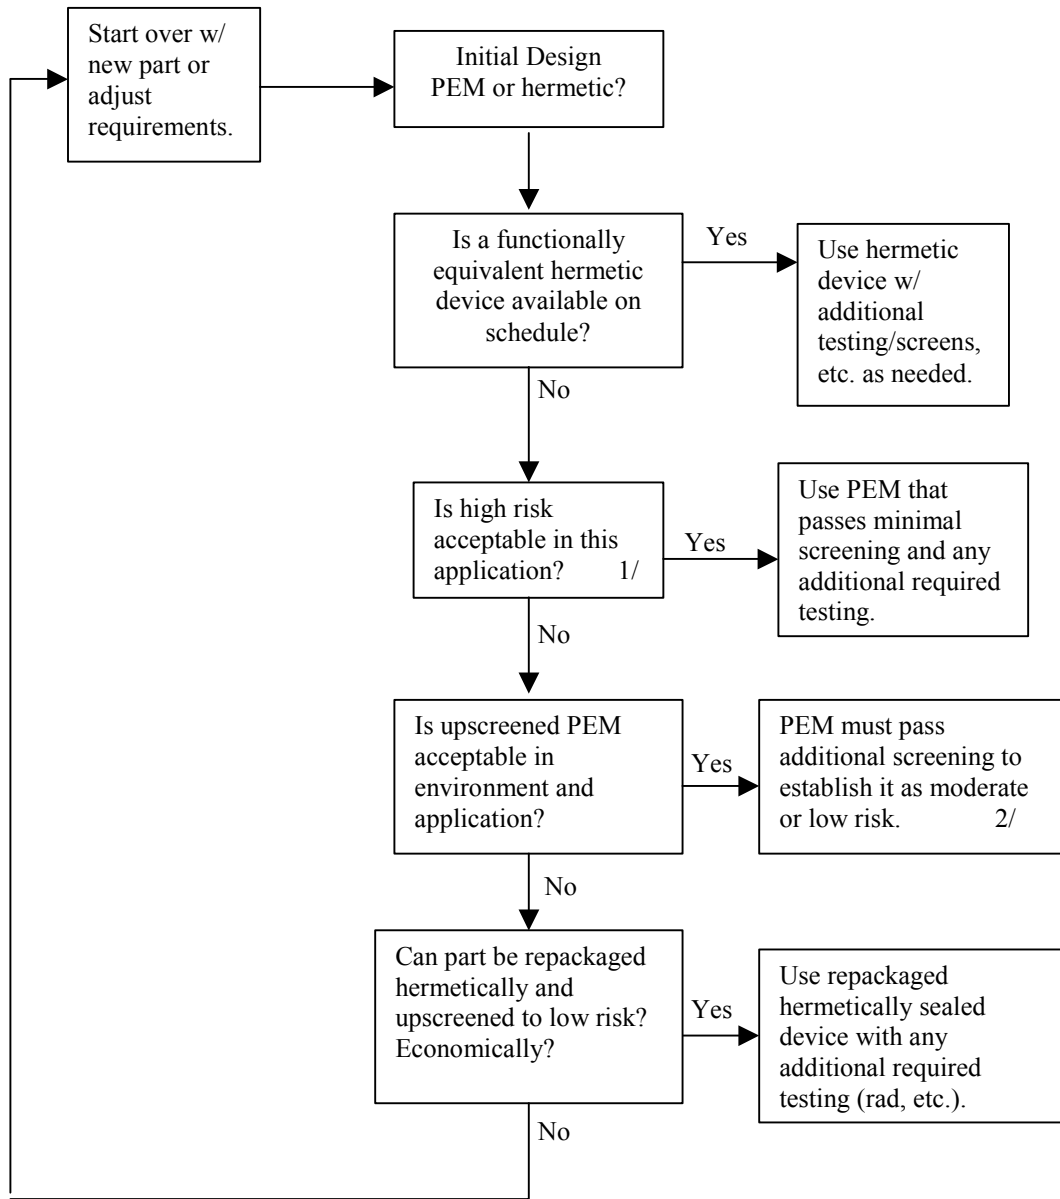 Start over w/
new part or
adjust
requirements.
Initial Design
PEM or hermetic?
Is a functionally
equivalent hermetic
device available on
schedule?
Yes
Use hermetic
device w/
additional
testing/screens,
etc. as needed.
No
Is high risk
acceptable in this
application? 1/
Yes
Use PEM that
passes minimal
screening and any
additional required
testing.
No
Is upscreened PEM
acceptable in
environment and
application?
Yes
PEM must pass
additional screening to
establish it as moderate
or low risk. 2/
No
Can part be repackaged
hermetically and
upscreened to low risk?
Economically?
Yes
Use repackaged
hermetically sealed
device with any
additional required
testing (rad, etc.).
No